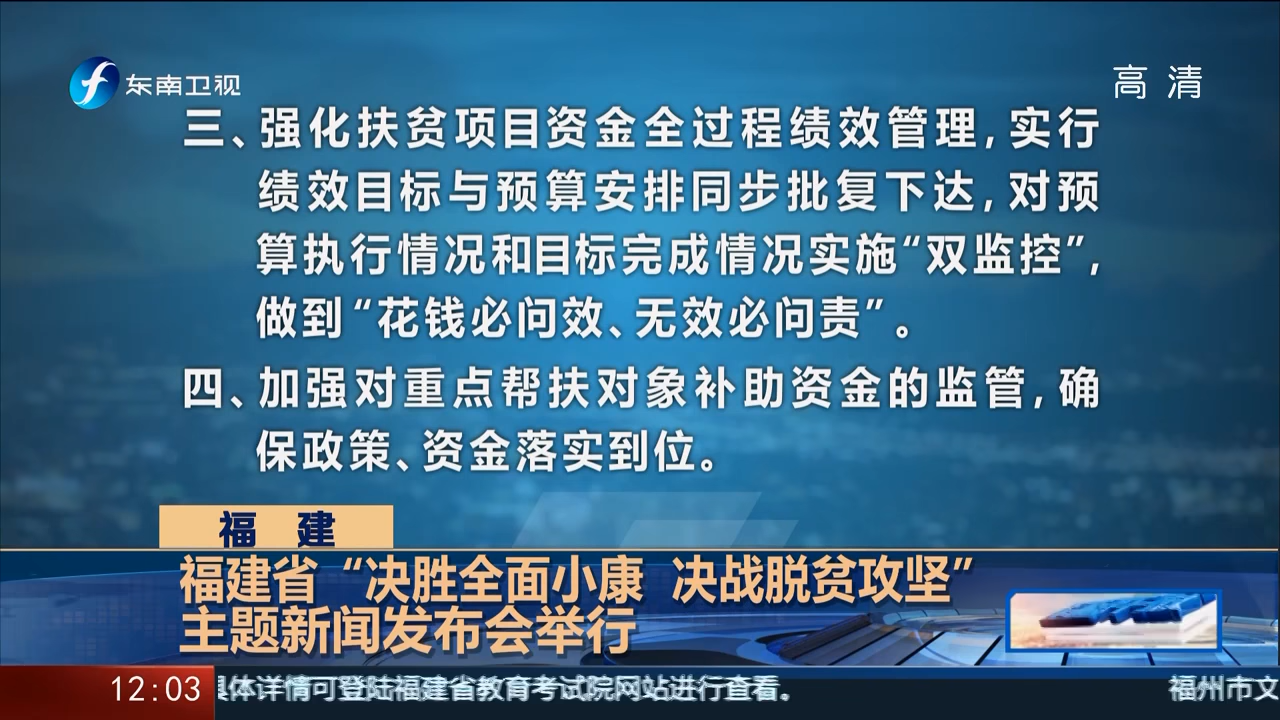 东南卫视
高 清
三、强化扶贫项目资金全过程绩效管理,实行
绩效目标与预算安排同步批复下达,对预
算执行情况和目标完成情况实施“双监控”,
做到“花钱必问效、无效必问责”。
四、加强对重点帮扶对象补助资金的监管,确
保政策、资金落实到位。
福 建
福建省“决胜全面小康 决战脱贫攻坚”
主题新闻发布会举行
12:03
体详情可登陆福建省教育考试院网站进行查看。 福州市文